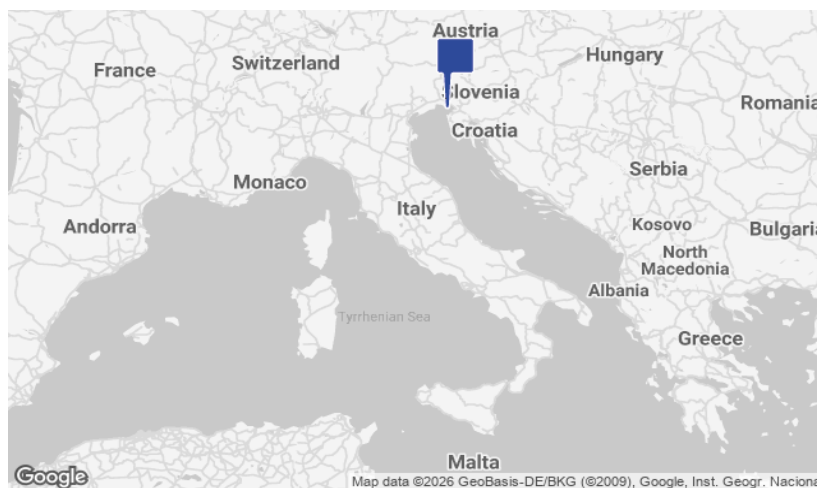 Austria
Hungary
France
Switzerland
Slovenia
Romania
Croatia
Serbia
Monaco
Italy
Andorra
Kosovo
Bulgaria
North
Macedonia
Albania
Tyrrhenian Sea
Greece
Malta
Google
Map data ©2026 GeoBasis-DE/BKG (©2009), Google, Inst. Geogr. Naciona